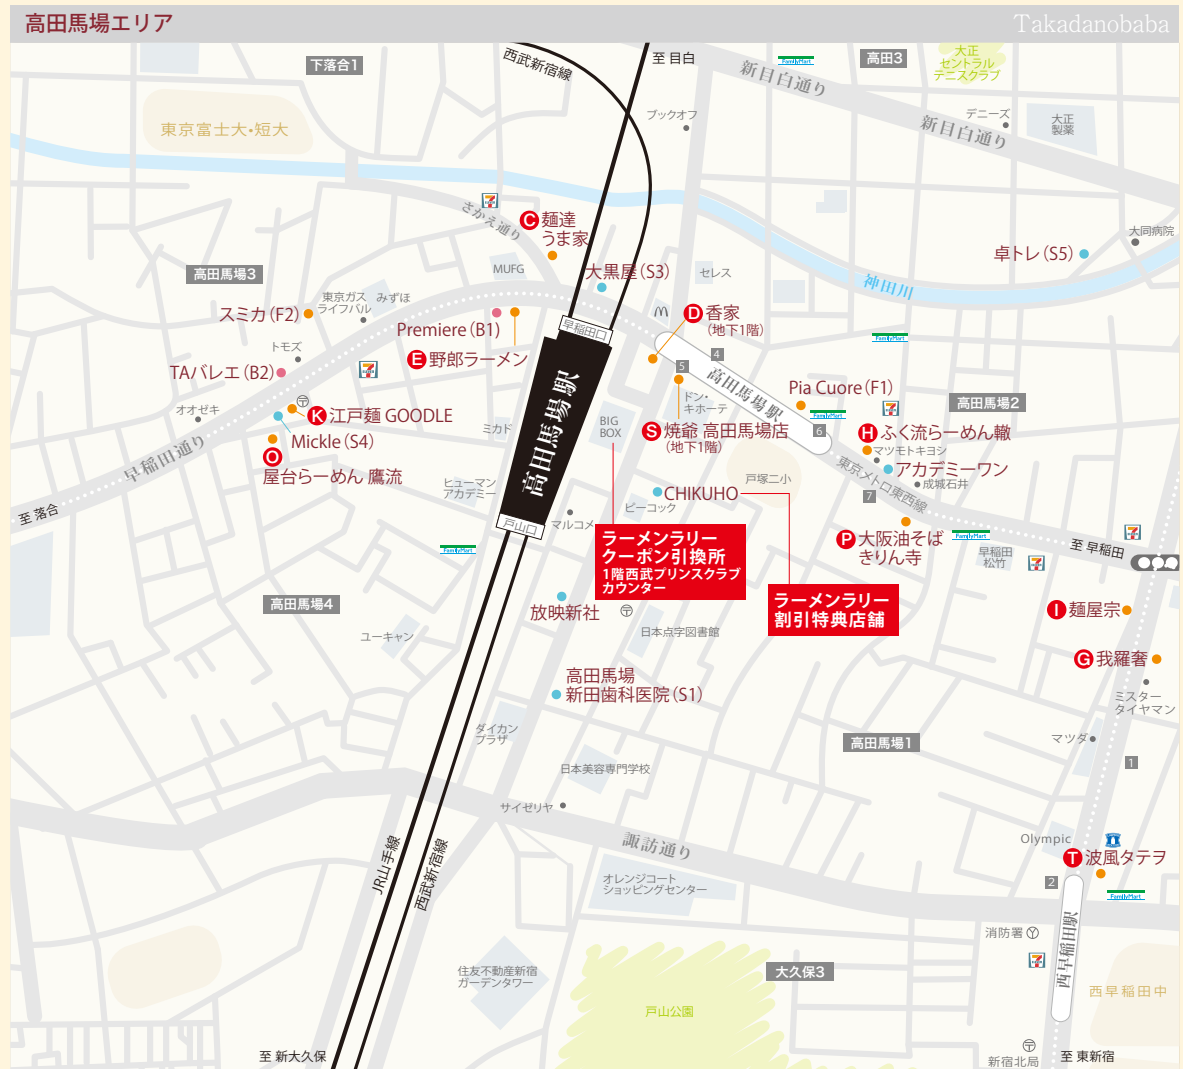 高田馬場エリア
Takadanobaba
下落合1
西武新宿線
至 目白
FamilyMart
新目白通り
高田3
大正
セントラル
テニスクラブ
東京富士大・短大
ブックオフ
新目白通り
デニーズ
大正
製薬
さかえ通り
C 麺達
うま家
MUFG
高田馬場3
大黒屋(S3)
セレス
卓トレ(S5)
大同病院
神田川
東京ガス
ライフバル
みずほ
スミカ(F2)
Premiere(B1)
早稲田口
D 香家
(地下1階)
FamilyMart
トモズ
E 野郎ラーメン
TAバレエ(B2)
4
5
高田馬場駅
高田馬場駅
Pia Cuore(F1)
ドン・
キホーテ
オオゼキ
K 江戸麺 GOODLE
Mickle(S4)
ミカド
BIG
BOX
S 焼爺 高田馬場店
(地下1階)
6
FamilyMart
高田馬場2
H ふく流らーめん轍
マツモトキヨシ
アカデミーワン
成城石井
早稲田通り
O
屋台らーめん 鷹流
ヒューマン
アカデミー
戸塚二小
東京メトロ東西線
7
CHIKUHO
ピーコック
至 落合
戸山口
マルコメ
FamilyMart
ラーメンラリー
クーポン引換所
1階西武プリンスクラブ
カウンター
P 大阪油そば
きりん寺
FamilyMart
早稲田
松竹
至 早稲田
ラーメンラリー
割引特典店舗
高田馬場4
放映新社
I 麺屋宗
日本点字図書館
ユーキャン
G 我羅奢
高田馬場
新田歯科医院(S1)
ミスター
タイヤマン
ダイカン
プラザ
高田馬場1
マツダ
1
日本美容専門学校
サイゼリヤ
諏訪通り
Olympic
T 波風タテヲ
JR山手線
西武新宿線
オレンジコート
ショッピングセンター
2
FamilyMart
消防署
西早稲田駅
住友不動産新宿
ガーデンタワー
大久保3
西早稲田中
戸山公園
至 新大久保
新宿北局
至 東新宿